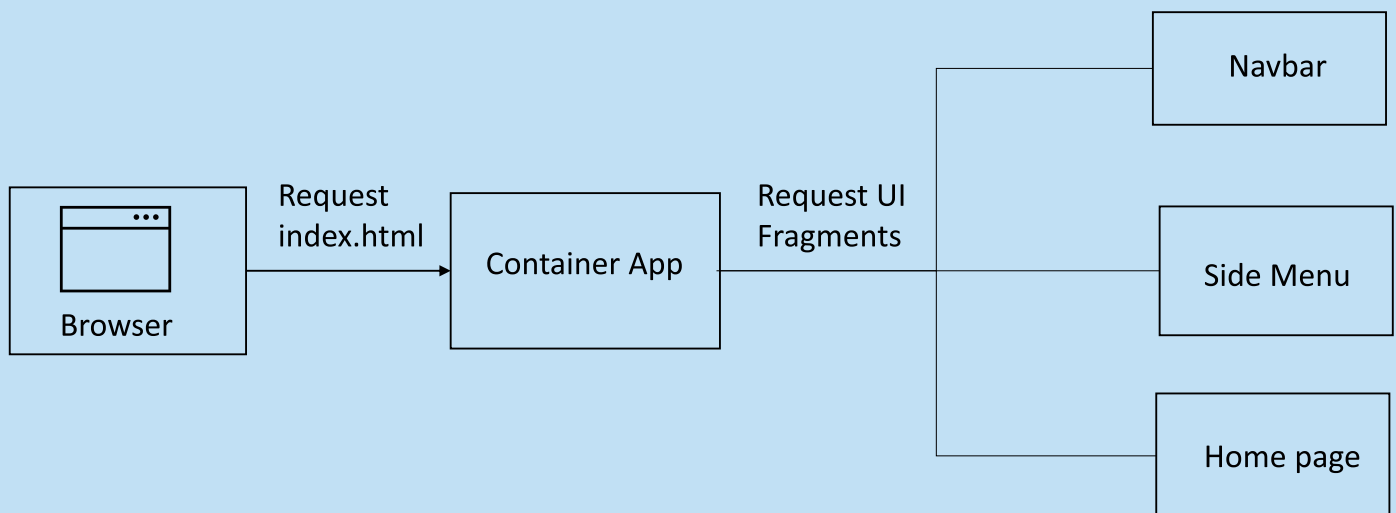 Navbar
Request
index.html
Request UI
Fragments
Container App
Side Menu
Browser
Home page